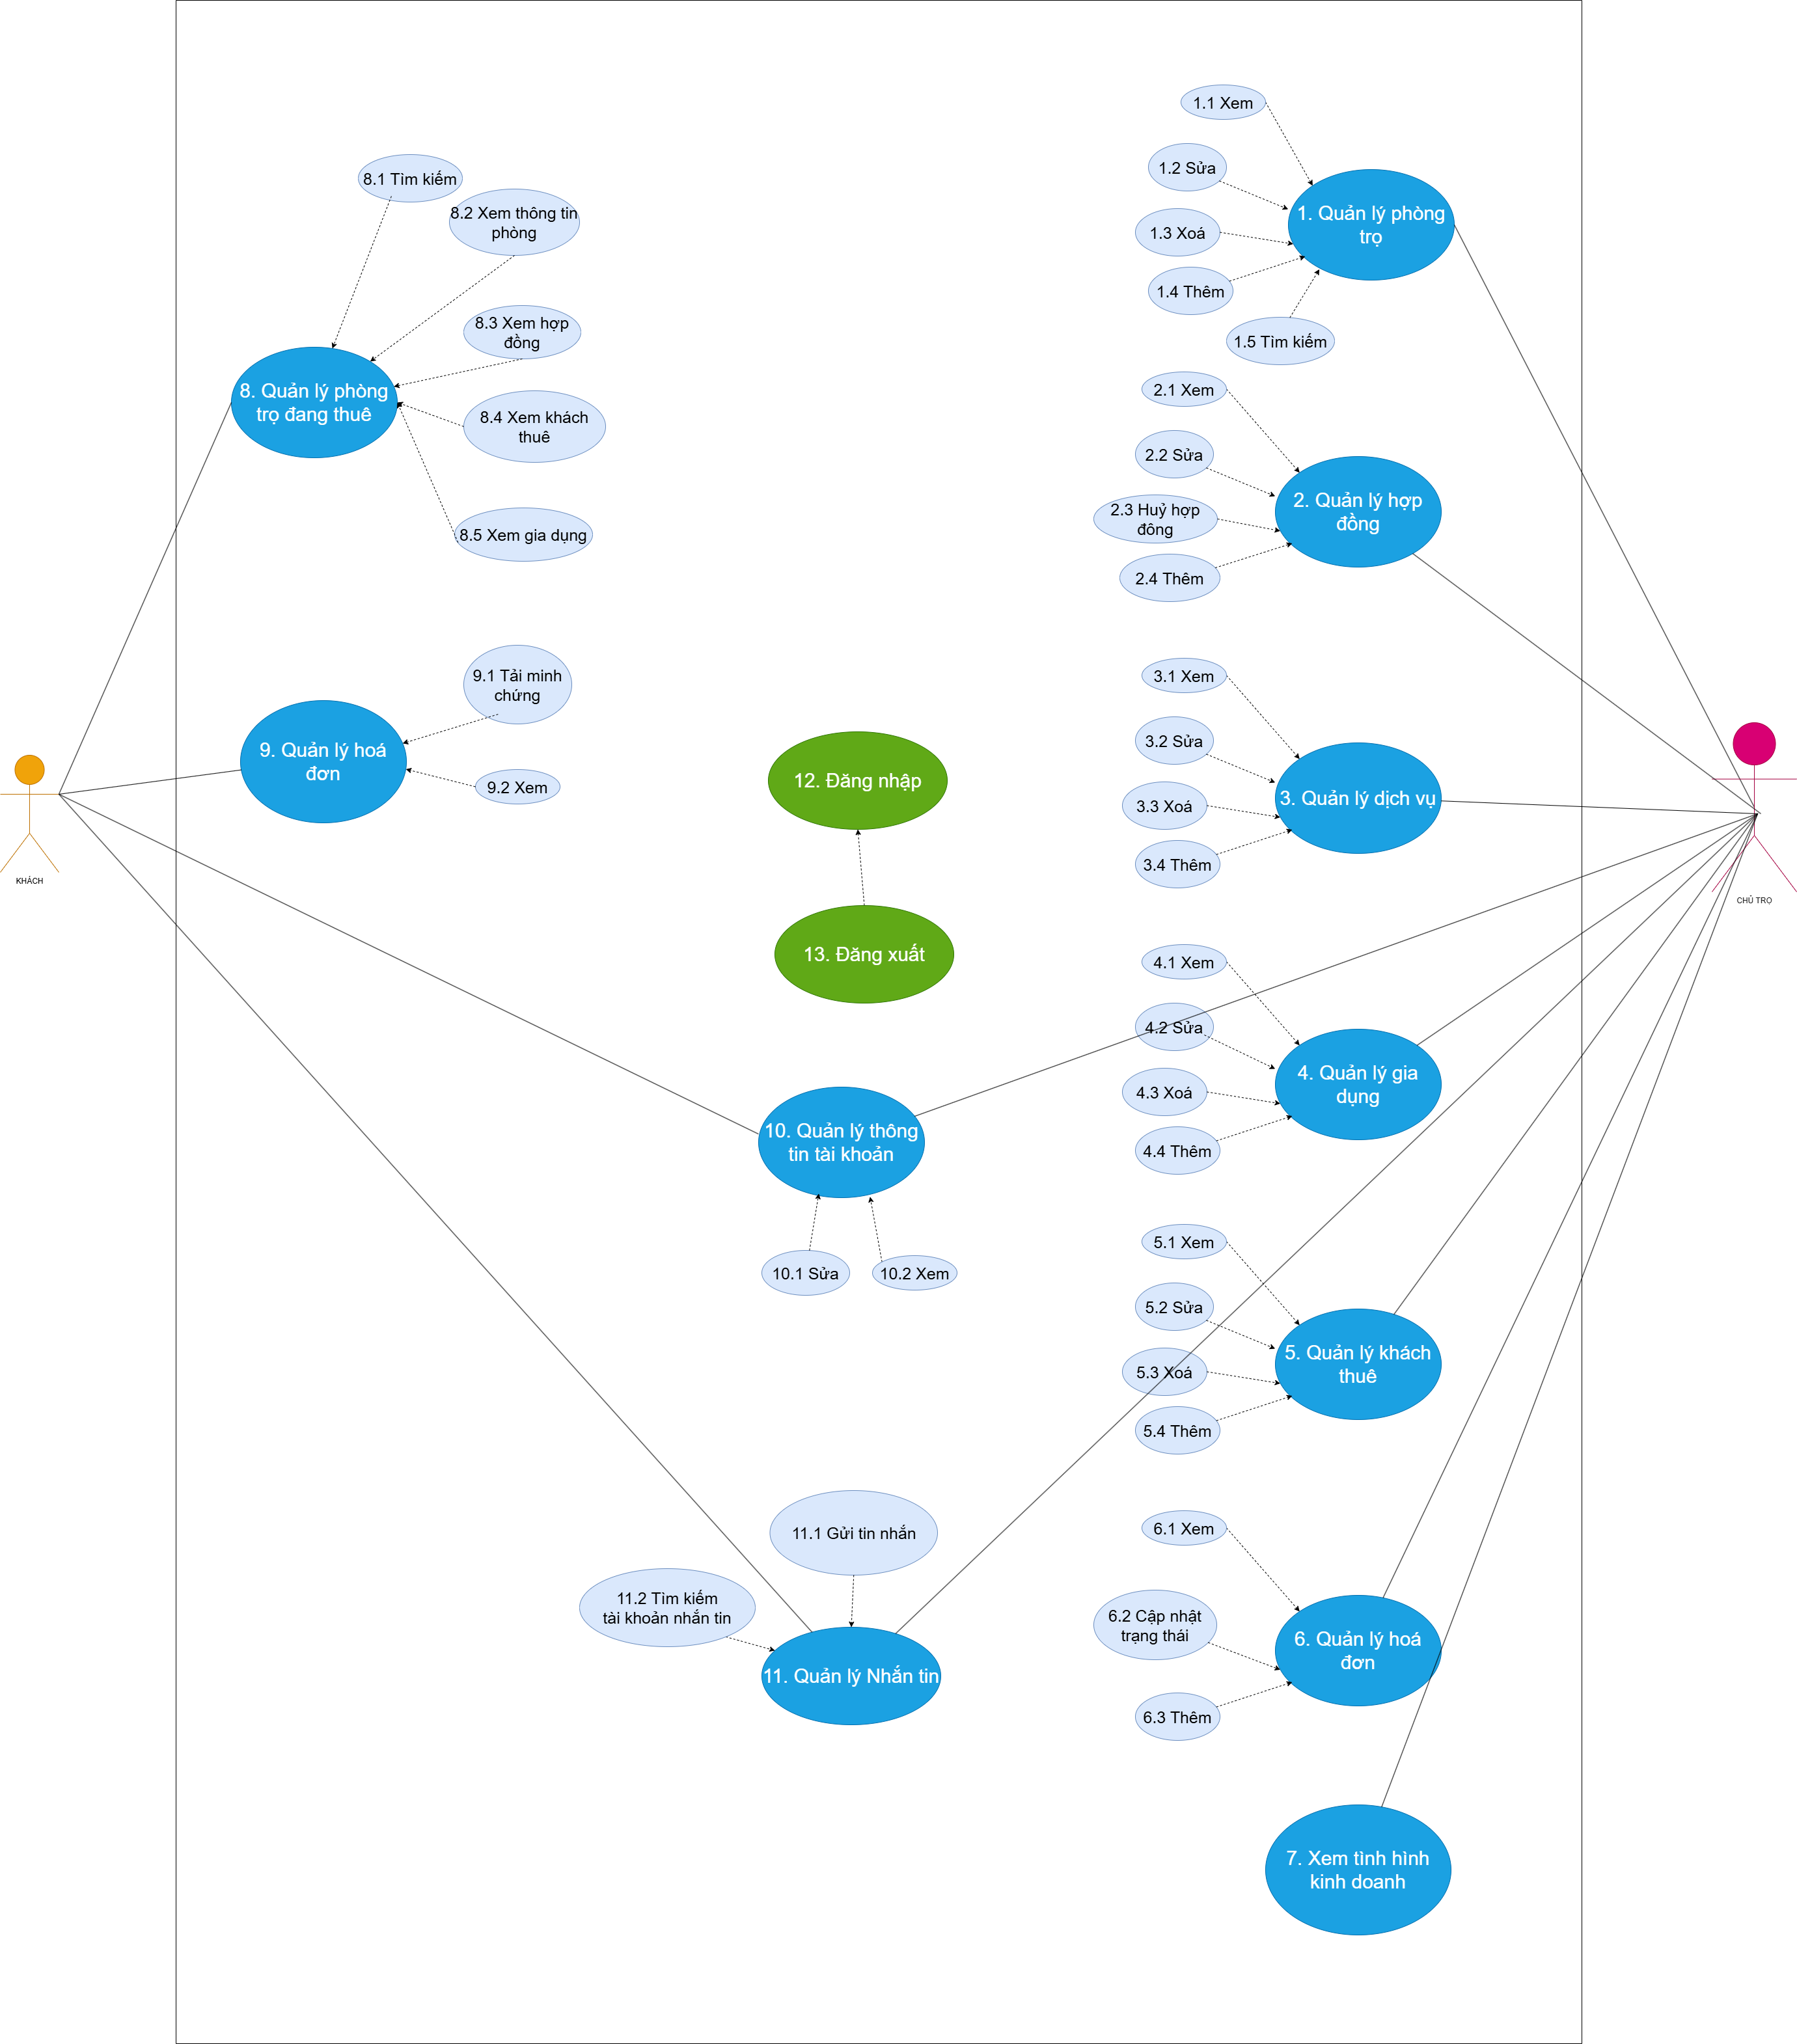 1.1 Xem
1.2 Sửa
1.3 Xoá
1.4 Thêm
1.5 Tìm kiếm
1. Quản lý phòng
trọ
8.1 Tìm kiếm
8.2 Xem thông tin
phòng
8.3 Xem hợp
đồng
8.4 Xem khách
thuê
8.5 Xem gia dụng
8. Quản lý phòng
trọ đang thuê
2.1 Xem
2.2 Sửa
2.3 Huỷ hợp
đông
2.4 Thêm
2. Quản lý hợp
đồng
9.1 Tải minh
chứng
9.2 Xem
9. Quản lý hoá
đơn
3.1 Xem
3.2 Sửa
3.3 Xoá
3.4 Thêm
3. Quản lý dịch vụ
12. Đăng nhập
13. Đăng xuất
KHÁCH
CHỦ TRỌ
4.1 Xem
4.2 Sửa
4.3 Xoá
4.4 Thêm
4. Quản lý gia
dụng
10. Quản lý thông
tin tài khoản
10.1 Sửa
10.2 Xem
5.1 Xem
5.2 Sửa
5.3 Xoá
5.4 Thêm
5. Quản lý khách
thuê
11.1 Gửi tin nhắn
11.2 Tìm kiếm
tài khoản nhắn tin
11. Quản lý Nhắn tin
6.1 Xem
6.2 Cập nhật
trạng thái
6.3 Thêm
6. Quản lý hoá
đơn
7. Xem tình hình
kinh doanh